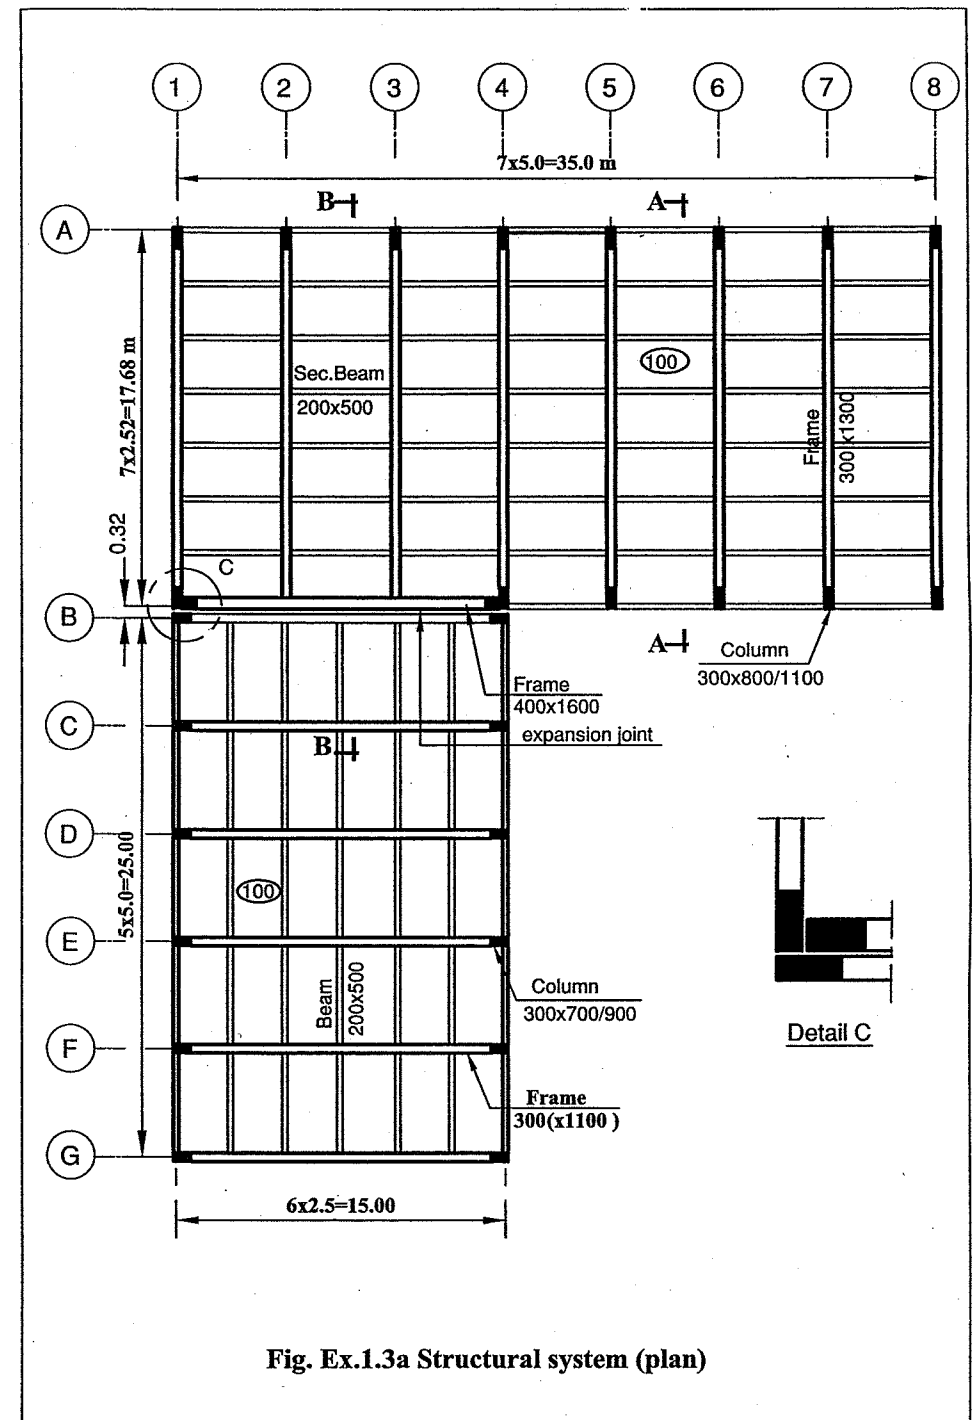 1 2 3 4 5 6 7 8
7x5.0=35.0 m
B
A
A
7x2.52=17.68 m
100
Sec.Beam
200x500
Frame
300x1300
0.32
C
B
A
Column
300x800/1100
Frame
400x1600
C
B
expansion joint
D
5x5.0=25.00
100
E
Beam
200x500
Column
300x700/900
Detail C
F
Frame
300(x1100 )
G
6x2.5=15.00
Fig. Ex.1.3a Structural system (plan)